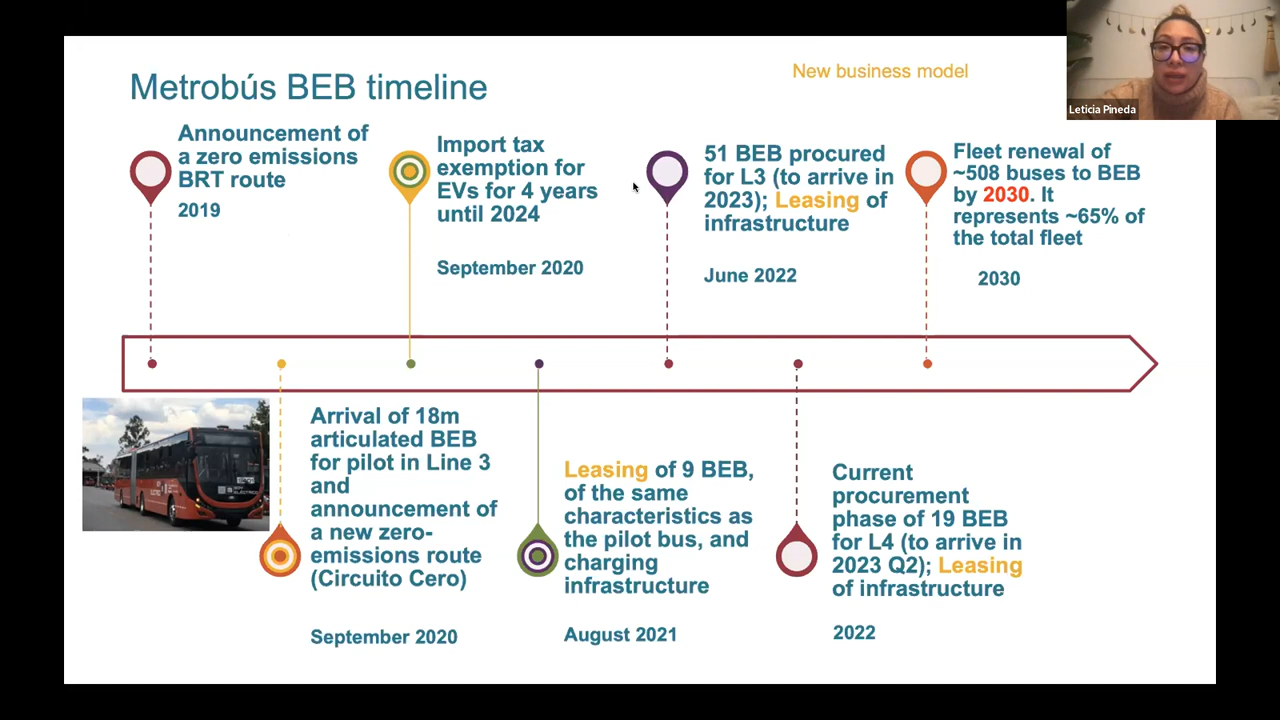 Metrobús BEB timeline
New business model
Leticia Pineda
Announcement of
a zero emissions
BRT route
2019
Import tax
exemption for
EVs for 4 years
until 2024
September 2020
51 BEB procured
for L3 (to arrive in
2023); Leasing of
infrastructure
June 2022
Fleet renewal of
~508 buses to BEB
by 2030. It
represents ~65% of
the total fleet
2030
Arrival of 18m
articulated BEB
for pilot in Line 3
and
announcement of
a new zero-
emissions route
(Circuito Cero)
September 2020
Leasing of 9 BEB,
of the same
characteristics as
the pilot bus, and
charging
infrastructure
August 2021
Current
procurement
phase of 19 BEB
for L4 (to arrive in
2023 Q2); Leasing
of infrastructure
2022